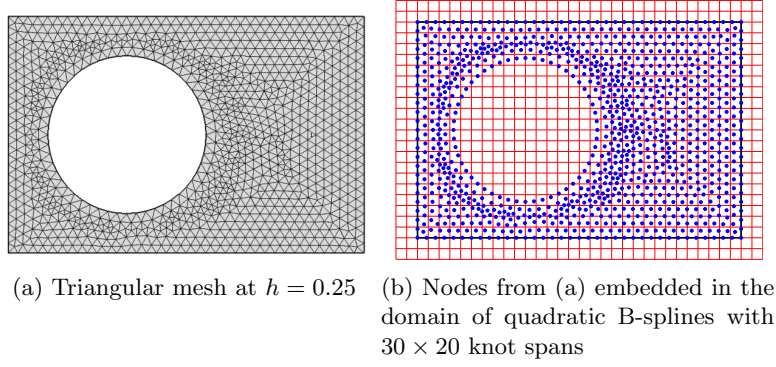 (a) Triangular mesh at h = 0.25
(b) Nodes from (a) embedded in the
domain of quadratic B-splines with
30 × 20 knot spans